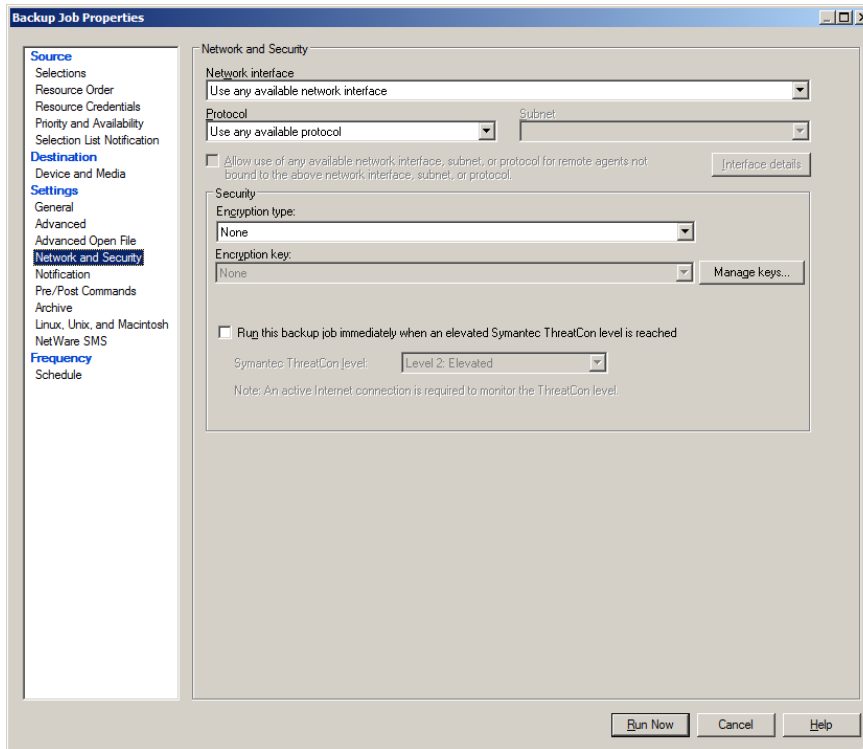 Backup Job Properties
Source
Selections
Resource Order
Resource Credentials
Priority and Availability
Selection List Notification
Destination
Device and Media
Settings
General
Advanced
Advanced Open File
Network and Security
Notification
Pre/Post Commands
Archive
Linux, Unix, and Macintosh
NetWare SMS
Frequency
Schedule
Network and Security
Network interface
Use any available network interface
Protocol
Subnet
Use any available protocol
Allow use of any available network interface, subnet, or protocol for remote agents not
bound to the above network interface, subnet, or protocol.
Interface details
Security
Encryption type:
None
Encryption key:
None
Manage keys...
Run this backup job immediately when an elevated Symantec ThreatCon level is reached
Symantec ThreatCon level:
Level 2: Elevated
Note: An active Internet connection is required to monitor the ThreatCon level.
Run Now
Cancel
Help